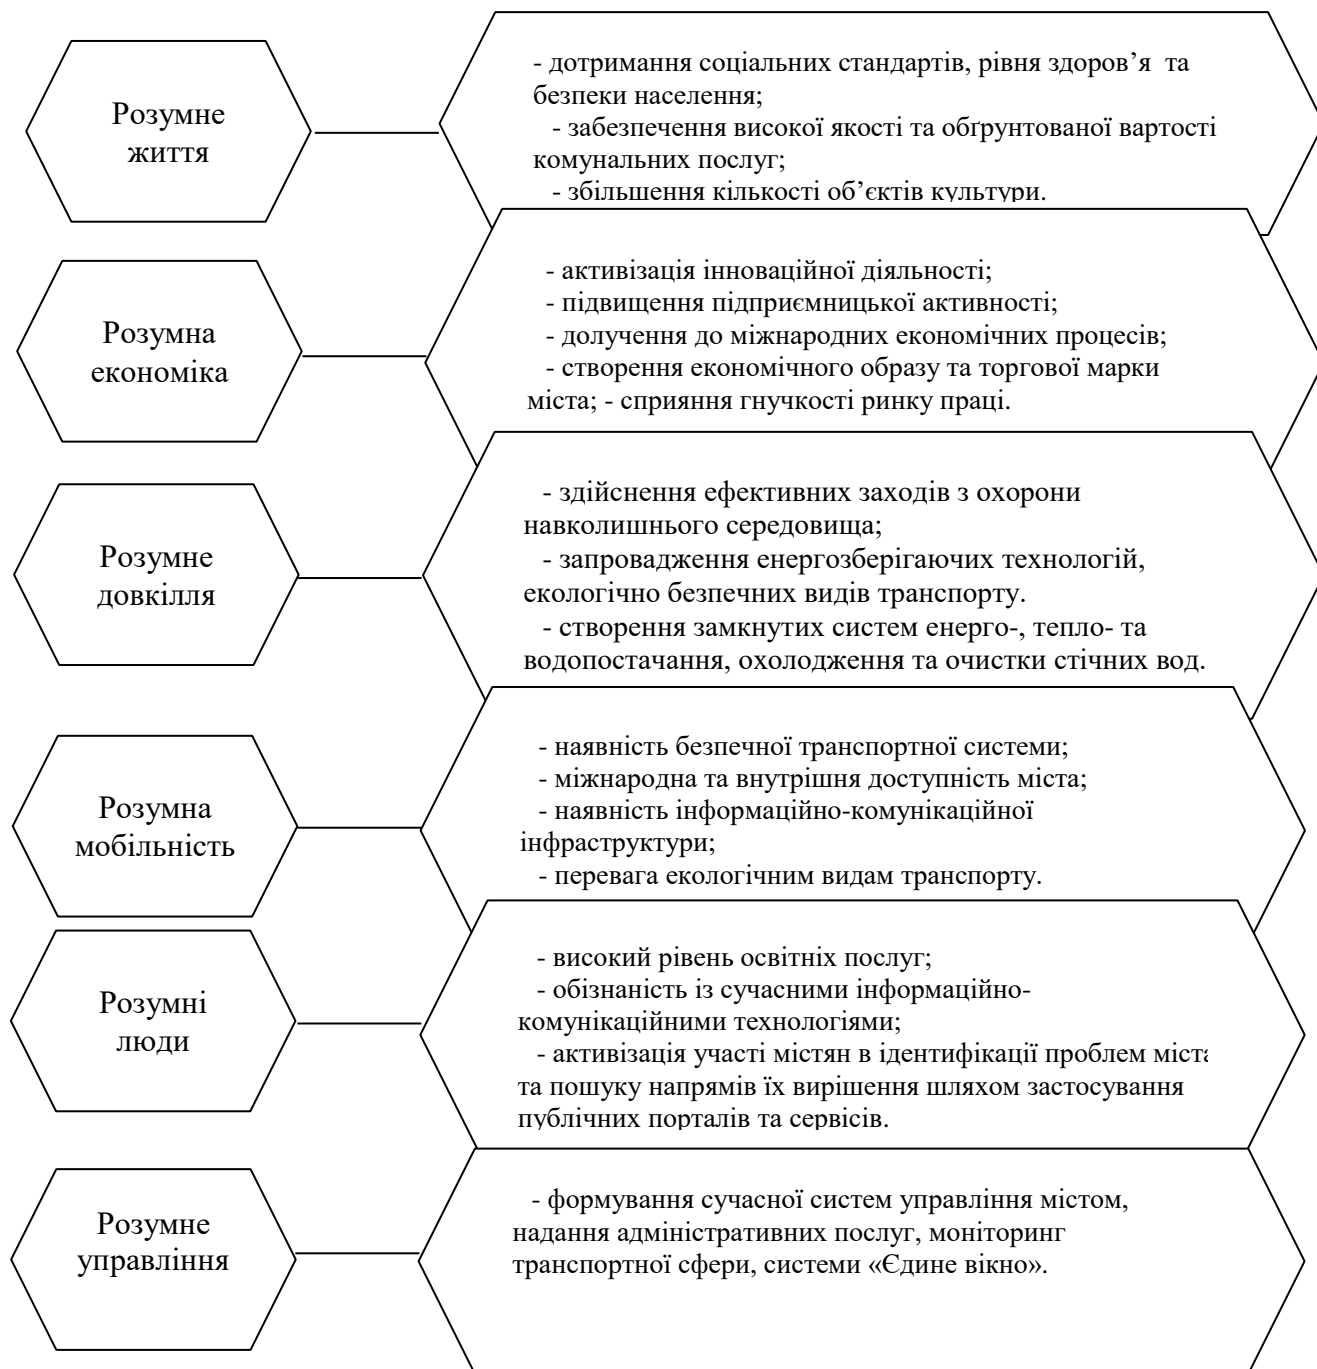 Розумне
життя
- дотримання соціальних стандартів, рівня здоров’я та
безпеки населення;
- забезпечення високої якості та обґрунтованої вартості
комунальних послуг;
- збільшення кількості об’єктів культури.
Розумна
економіка
- активізація інноваційної діяльності;
- підвищення підприємницької активності;
- долучення до міжнародних економічних процесів;
- створення економічного образу та торгової марки
міста; - сприяння гнучкості ринку праці.
Розумне
довкілля
- здійснення ефективних заходів з охорони
навколишнього середовища;
- запровадження енергозберігаючих технологій,
екологічно безпечних видів транспорту.
- створення замкнутих систем енерго-, тепло- та
водопостачання, охолодження та очистки стічних вод.
Розумна
мобільність
- наявність безпечної транспортної системи;
- міжнародна та внутрішня доступність міста;
- наявність інформаційно-комунікаційної
інфраструктури;
- перевага екологічним видам транспорту.
Розумні
люди
- високий рівень освітніх послуг;
- обізнаність із сучасними інформаційно-
комунікаційними технологіями;
- активізація участі містян в ідентифікації проблем міста
та пошуку напрямів їх вирішення шляхом застосування
публічних порталів та сервісів.
Розумне
управління
- формування сучасної систем управління містом,
надання адміністративних послуг, моніторинг
транспортної сфери, системи «Єдине вікно».